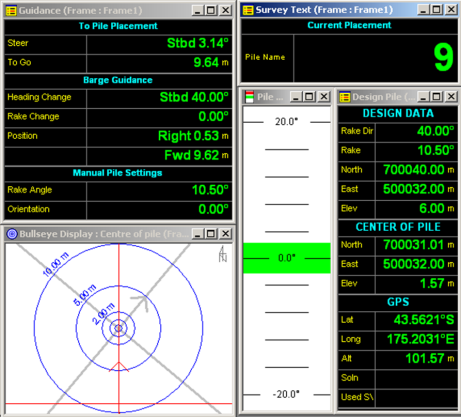 Guidance (Frame : Frame1)
To Pile Placement
Steer Stbd 3.14°
To Go 9.64 m
Barge Guidance
Heading Change Stbd 40.00°
Rake Change 0.00°
Position Right 0.53 m
Fwd 9.62 m
Manual Pile Settings
Rake Angle 10.50°
Orientation 0.00°
Bullseye Display : Centre of pile (Fra...
10.00 m
5.00 m
2.00 m
Survey Text (Frame : Frame1)
Current Placement
Pile Name 9
Pile ...
20.0°
0.0°
-20.0°
Design Pile (...
DESIGN DATA
Rake Dir 40.00°
Rake 10.50°
North 700040.00 m
East 500032.00 m
Elev 6.00 m
CENTER OF PILE
North 700031.01 m
East 500032.00 m
Elev 1.57 m
GPS
Lat 43.5621°S
Long 175.2031°E
Alt 101.57 m
Soln
Used S\